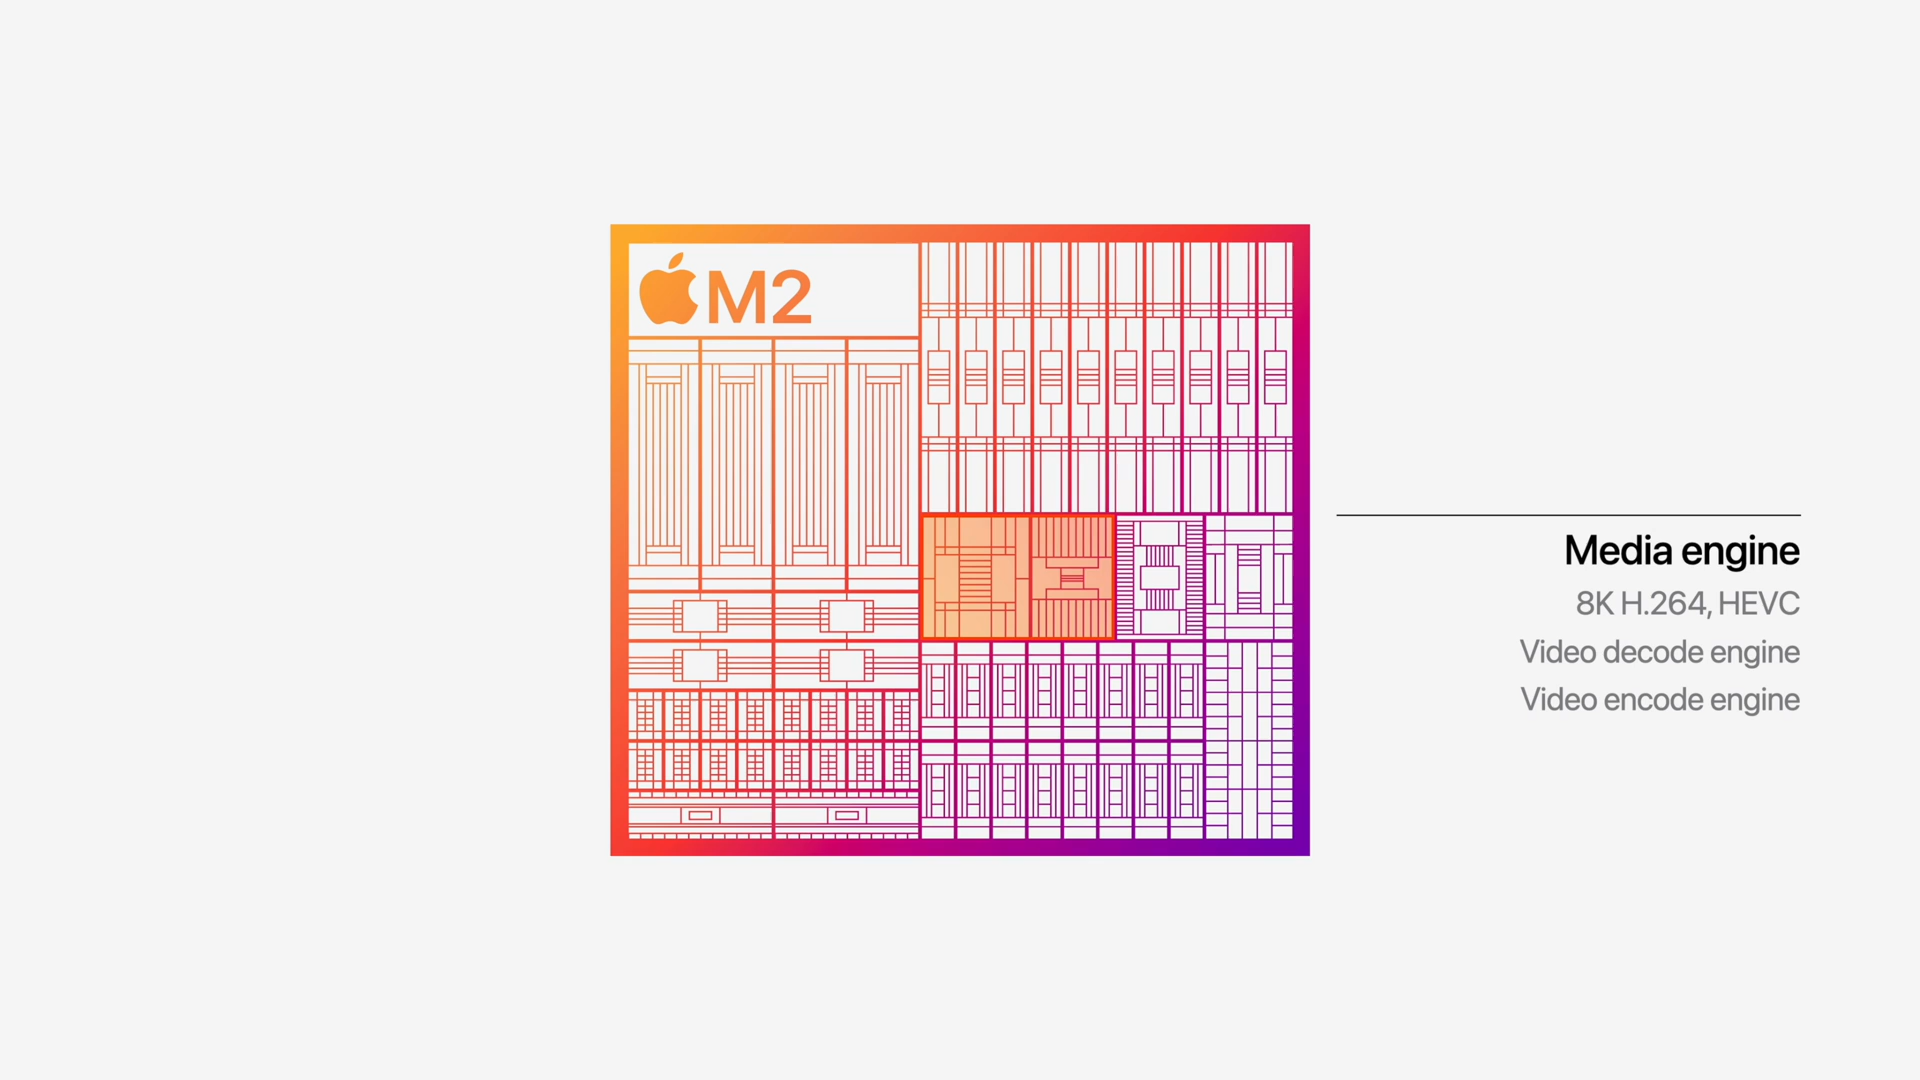 M2
Media engine
8K H.264, HEVC
Video decode engine
Video encode engine